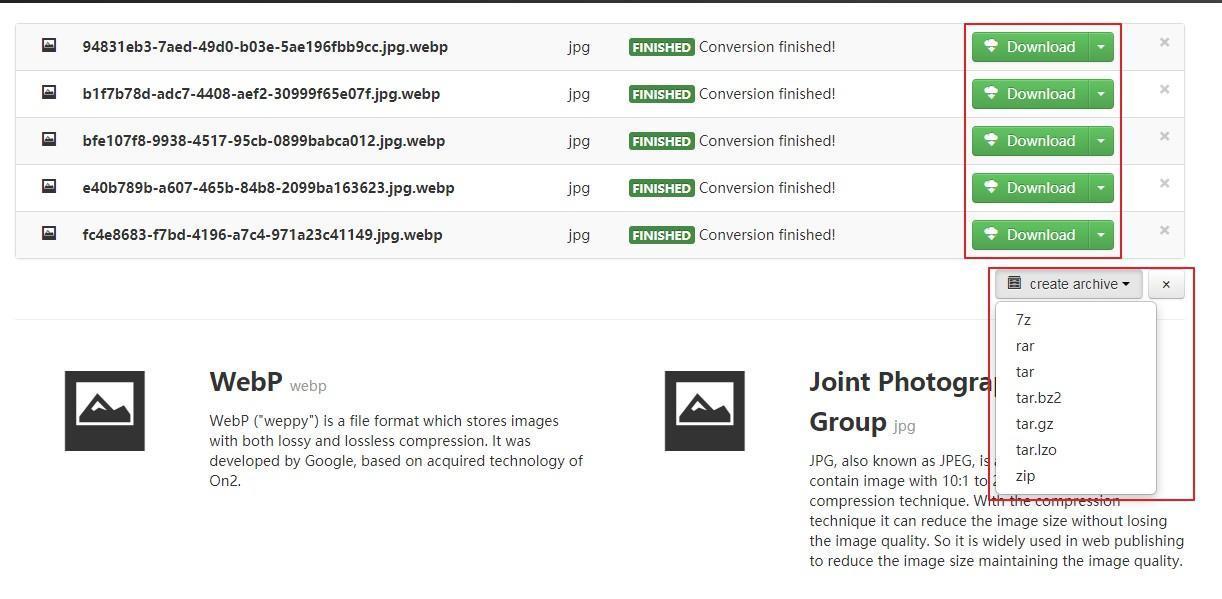 94831eb3-7aed-49d0-b03e-5ae196fbb9cc.jpg.webp jpg FINISHED Conversion finished! Download ×
b1f7b78d-adc7-4408-aef2-30999f65e07f.jpg.webp jpg FINISHED Conversion finished! Download ×
bfe107f8-9938-4517-95cb-0899babca012.jpg.webp jpg FINISHED Conversion finished! Download ×
e40b789b-a607-465b-84b8-2099ba163623.jpg.webp jpg FINISHED Conversion finished! Download ×
fc4e8683-f7bd-4196-a7c4-971a23c41149.jpg.webp jpg FINISHED Conversion finished! Download ×
create archive ×
7z
rar
tar
tar.bz2
tar.gz
tar.lzo
zip
WebP webp
WebP ("weppy") is a file format which stores images
with both lossy and lossless compression. It was
developed by Google, based on acquired technology of
On2.
Joint
Group jpg
JPG, also known as JPEG, is
contain image with 10:1 to
compression technique. With the compression
technique it can reduce the image size without losing
the image quality. So it is widely used in web publishing
to reduce the image size maintaining the image quality.